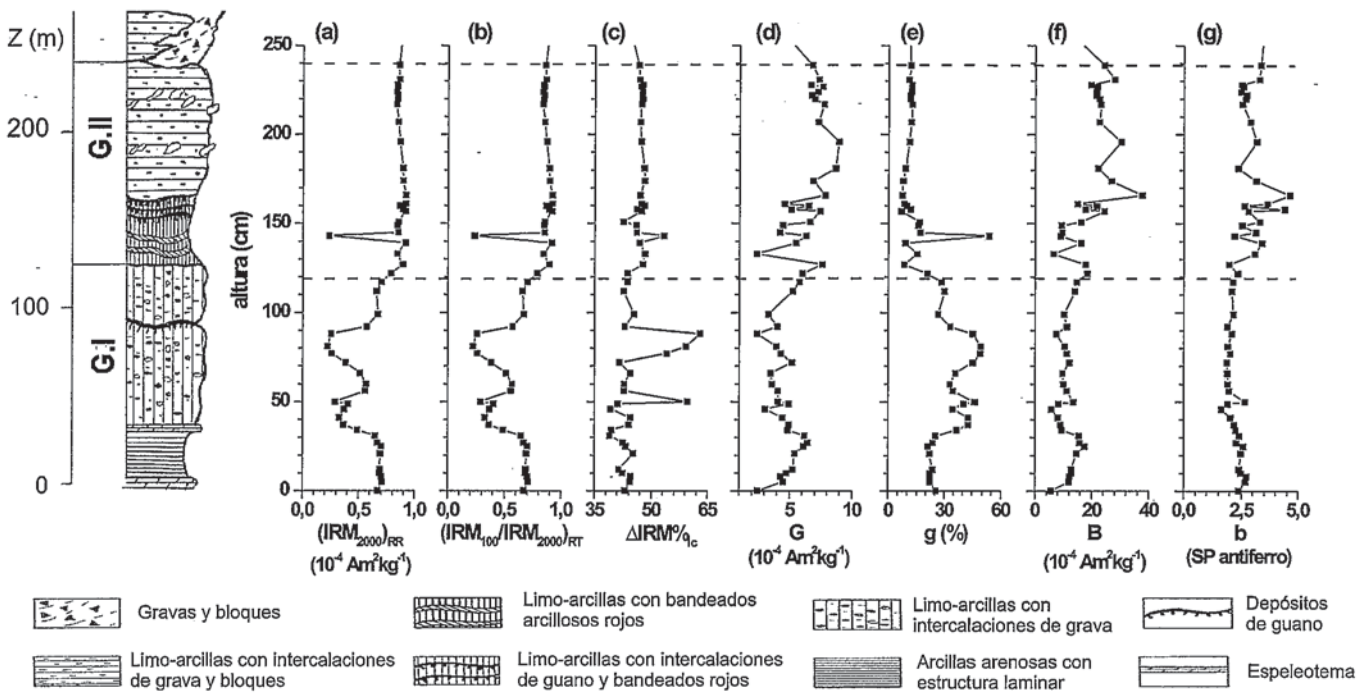 Z (m)
200
100
0
G.II
G.I
(a) (b) (c) (d) (e) (f) (g)
altura (cm)
250
200
150
100
50
0
0,0 0,5 1,0 0,0 0,5 1,0 35 45 55 65 5 10 0 20 40 60 0 20 40 0,0 2,5 5,0
(IRM2000)RR (IRM100/IRM2000)RT ΔIRM%lc G g (%) B b
(10-4 Am2kg-1) (10-4 Am2kg-1) (10-4 Am2kg-1) (SP antiferro)
Gravas y bloques
Limo-arcillas con bandeados
arcillosos rojos
Limo-arcillas con
intercalaciones de grava
Depósitos
de guano
Limo-arcillas con intercalaciones
de grava y bloques
Limo-arcillas con intercalaciones
de guano y bandeados rojos
Arcillas arenosas con
estructura laminar
Espeleotema